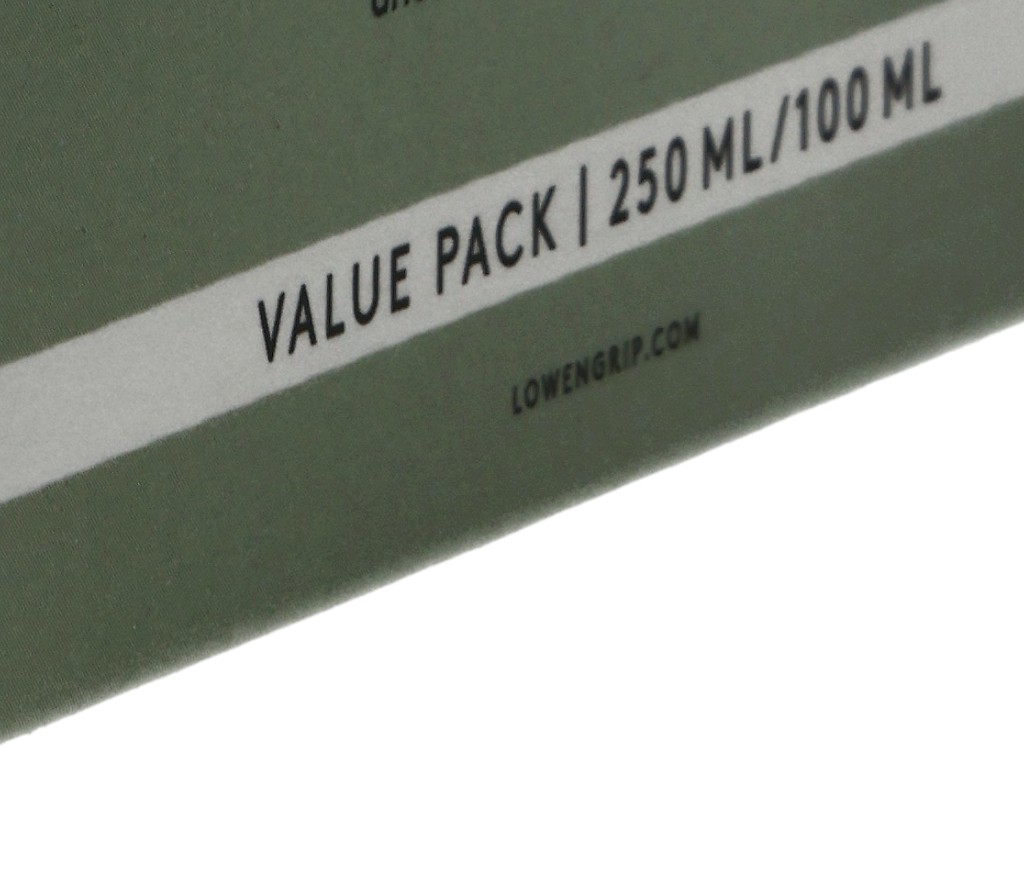 VALUE PACK | 250 ML/100 ML
LOWENGRIP.COM